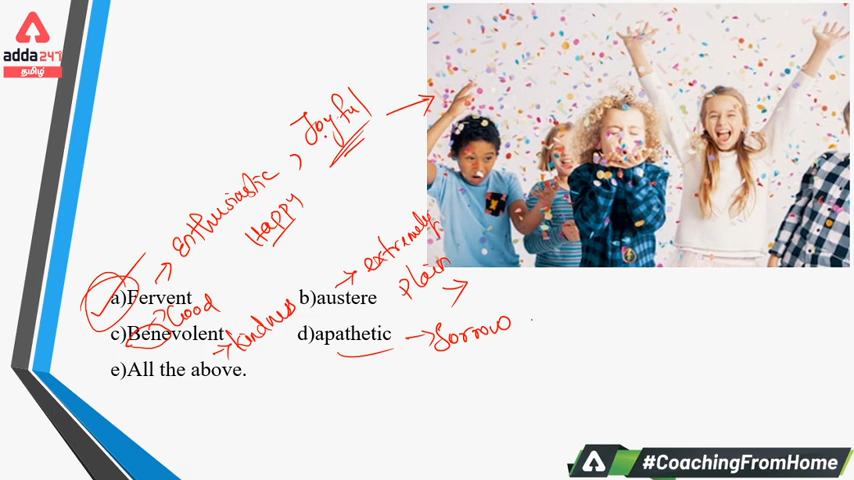 adda247
தமிழ்
Joyful
Enthusiastic ,
Happy
extremely
plain
a)Fervent
b)austere
Good
c)Benevolent
kindness
d)apathetic
Sorrow
e)All the above.
#CoachingFromHome